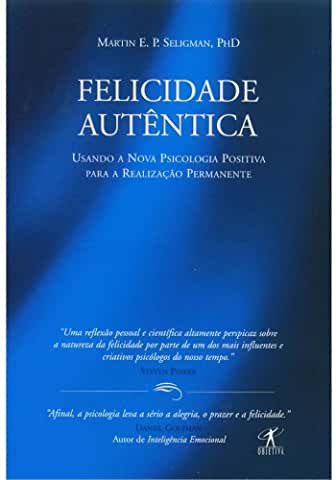 MARTIN E. P. SELIGMAN, PHD
FELICIDADE
AUTÊNTICA
USANDO A NOVA PSICOLOGIA POSITIVA
PARA A REALIZAÇÃO PERMANENTE
"Uma reflexão pessoal e científica altamente perspicaz sobre
a natureza da felicidade por parte de um dos mais influentes e
criativos psicólogos do nosso tempo."
STEVEN PINKER
"Afinal, a psicologia leva a sério a alegria, o prazer e a felicidade."
DANIEL GOLEMAN
Autor de Inteligência Emocional
OBJETIVA